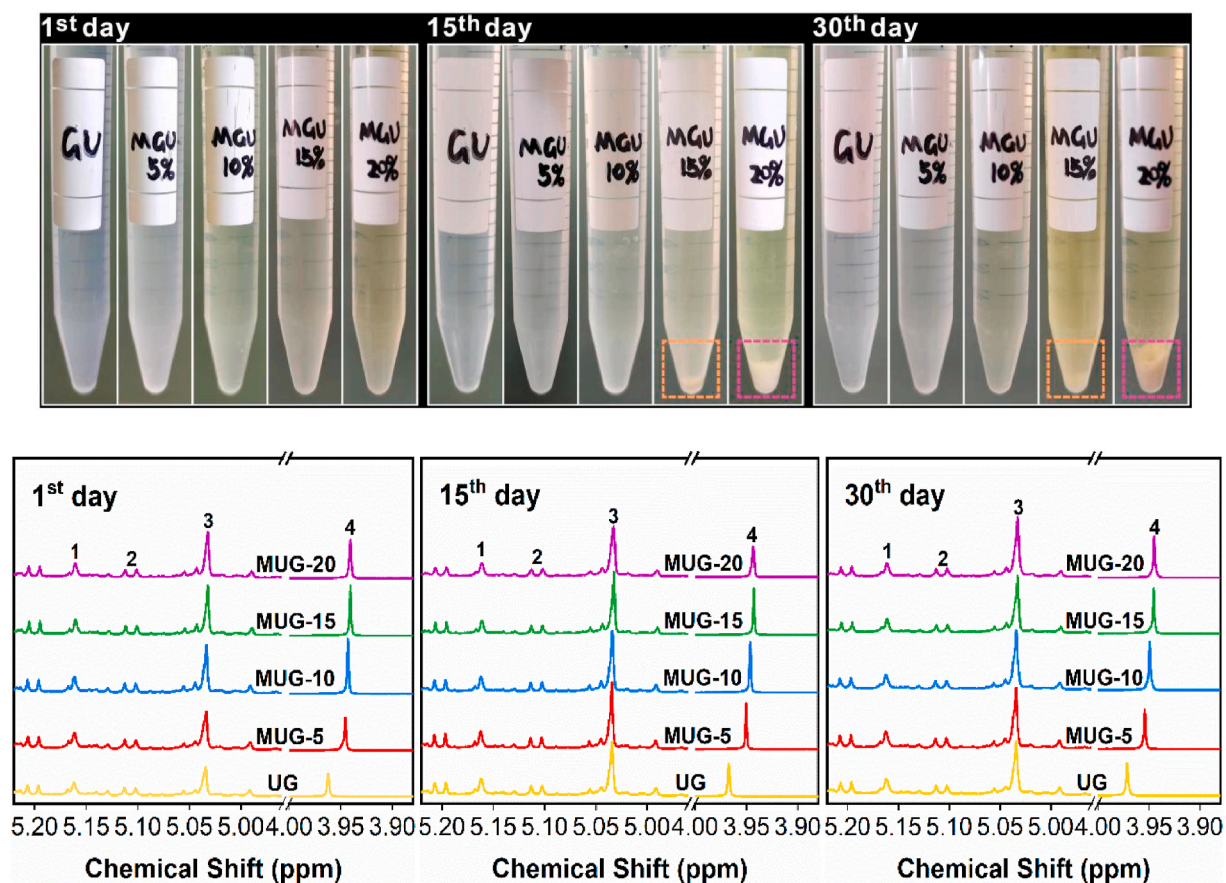 1st day
15th day
30th day
GU
MGU 5%
MGU 10%
MGU 15%
MGU 20%
GU
MGU 5%
MGU 10%
MGU 15%
MGU 20%
GU
MGU 5%
MGU 10%
MGU 15%
MGU 20%
1st day
1
2
3
4
MUG-20
MUG-15
MUG-10
MUG-5
UG
5.20 5.15 5.10 5.05 5.00 4.00 3.95 3.90
Chemical Shift (ppm)
15th day
1
2
3
4
MUG-20
MUG-15
MUG-10
MUG-5
UG
5.20 5.15 5.10 5.05 5.00 4.00 3.95 3.90
Chemical Shift (ppm)
30th day
1
2
3
4
MUG-20
MUG-15
MUG-10
MUG-5
UG
5.20 5.15 5.10 5.05 5.00 4.00 3.95 3.90
Chemical Shift (ppm)